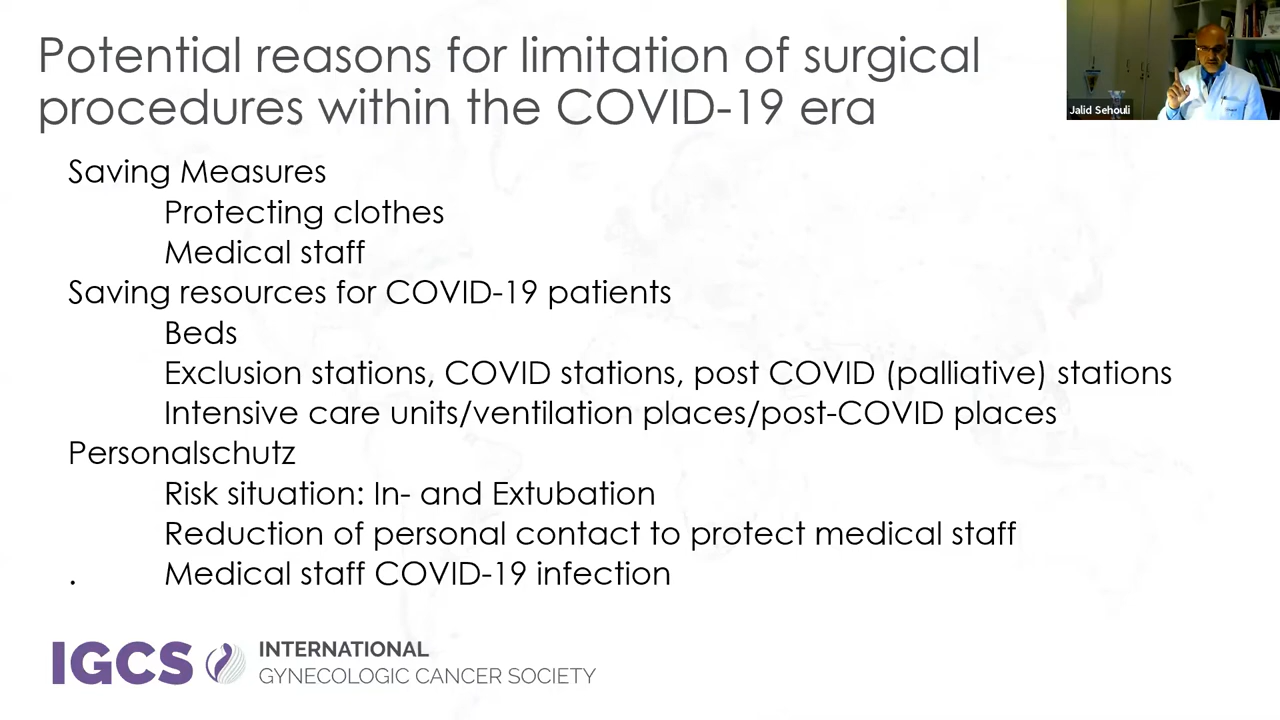 Potential reasons for limitation of surgical
procedures within the COVID-19 era
Jalid Sehouli
Saving Measures
Protecting clothes
Medical staff
Saving resources for COVID-19 patients
Beds
Exclusion stations, COVID stations, post COVID (palliative) stations
Intensive care units/ventilation places/post-COVID places
Personalschutz
Risk situation: In- and Extubation
Reduction of personal contact to protect medical staff
. Medical staff COVID-19 infection
IGCS
INTERNATIONAL
GYNECOLOGIC CANCER SOCIETY